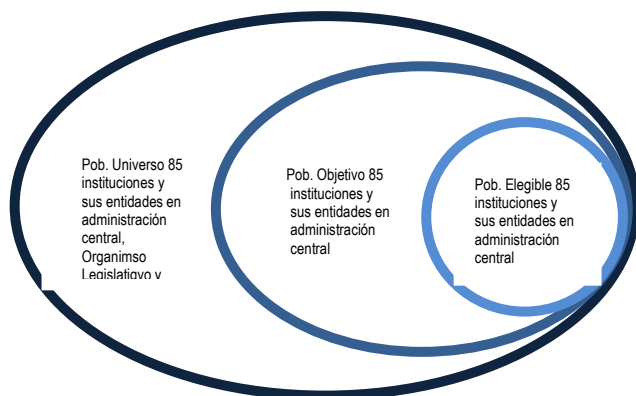 Pob. Universo 85
instituciones y
sus entidades en
administración
central,
Organimso
Legislatigvo y
Pob. Objetivo 85
instituciones y
sus entidades en
administración
central
Pob. Elegible 85
instituciones y
sus entidades en
administración
central